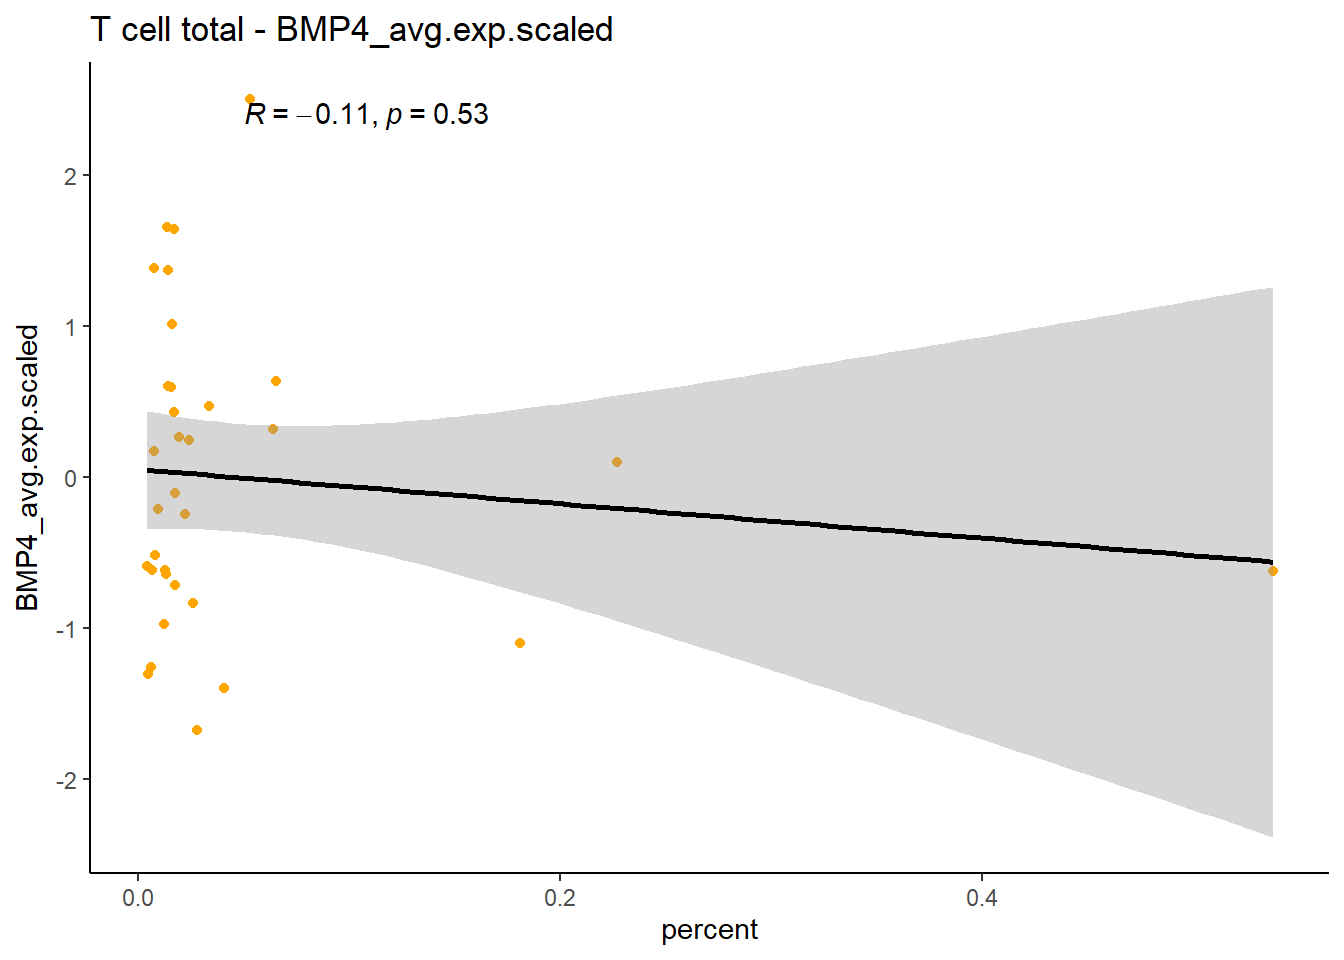 T cell total - BMP4_avg.exp.scaled
R = −0.11, p = 0.53
BMP4_avg.exp.scaled
2
1
0
-1
-2
0.0
0.2
0.4
percent